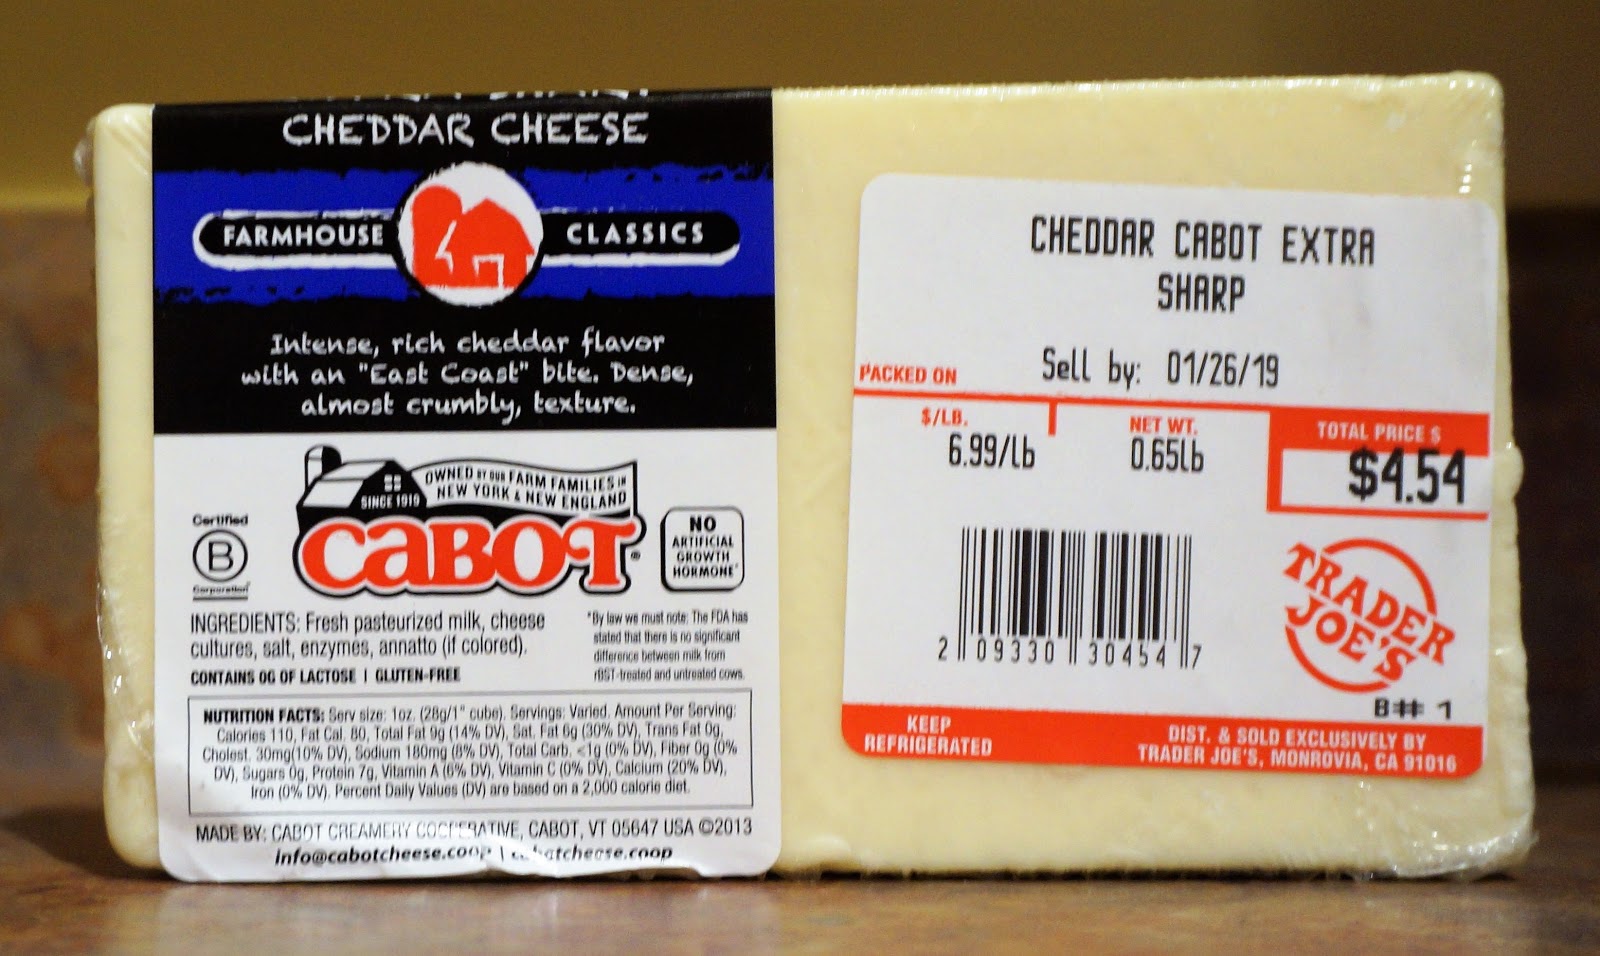 CHEDDAR CHEESE
FARMHOUSE CLASSICS
Intense, rich cheddar flavor
with an "East Coast" bite. Dense,
almost crumbly, texture.
OWNED BY OUR FARM FAMILIES IN
NEW YORK & NEW ENGLAND
SINCE 1919
CABOT®
Certified
B
Corporation
NO
ARTIFICIAL
GROWTH
HORMONE*
INGREDIENTS: Fresh pasteurized milk, cheese
cultures, salt, enzymes, annatto (if colored).
CONTAINS 0G OF LACTOSE | GLUTEN-FREE
*By law we must note: The FDA has
stated that there is no significant
difference between milk from
rBST-treated and untreated cows.
NUTRITION FACTS: Serv size: 1oz. (28g/1" cube), Servings: Varied, Amount Per Serving:
Calories 110, Fat Cal. 80, Total Fat 9g (14% DV), Sat. Fat 6g (30% DV), Trans Fat 0g,
Cholest. 30mg(10% DV), Sodium 180mg (8% DV), Total Carb. <1g (0% DV), Fiber 0g (0%
DV), Sugars 0g, Protein 7g, Vitamin A (6% DV), Vitamin C (0% DV), Calcium (20% DV),
Iron (0% DV). Percent Daily Values (DV) are based on a 2,000 calorie diet.
MADE BY: CABOT CREAMERY COOPERATIVE, CABOT, VT 05647 USA ©2013
info@cabotcheese.coop | cabotcheese.coop
CHEDDAR CABOT EXTRA
SHARP
Sell by: 01/26/19
PACKED ON
$/LB.
6.99/lb
NET WT.
0.65lb
TOTAL PRICE $
$4.54
2 09330 30454 7
TRADER
JOE'S
B## 1
KEEP
REFRIGERATED
DIST. & SOLD EXCLUSIVELY BY
TRADER JOE'S, MONROVIA, CA 91016